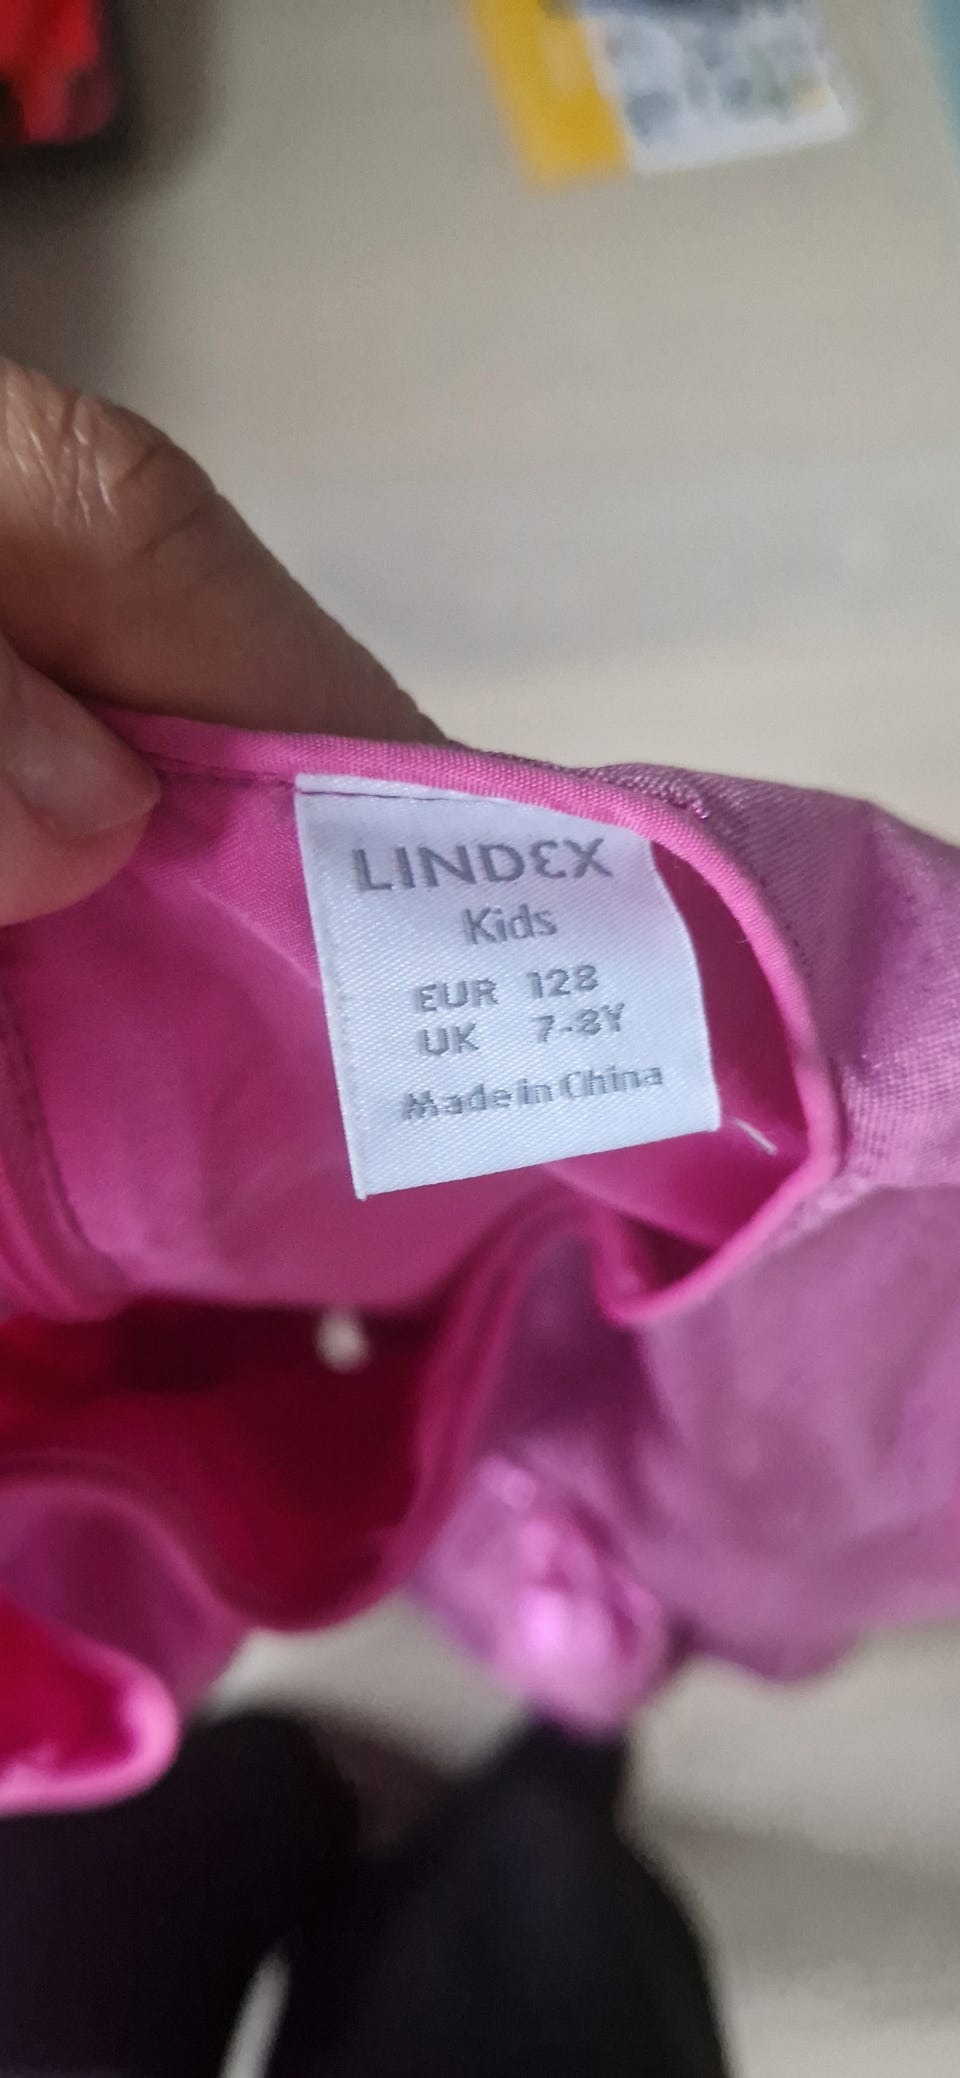 LINDEX
Kids
EUR 128
UK 7-8Y
Made in China